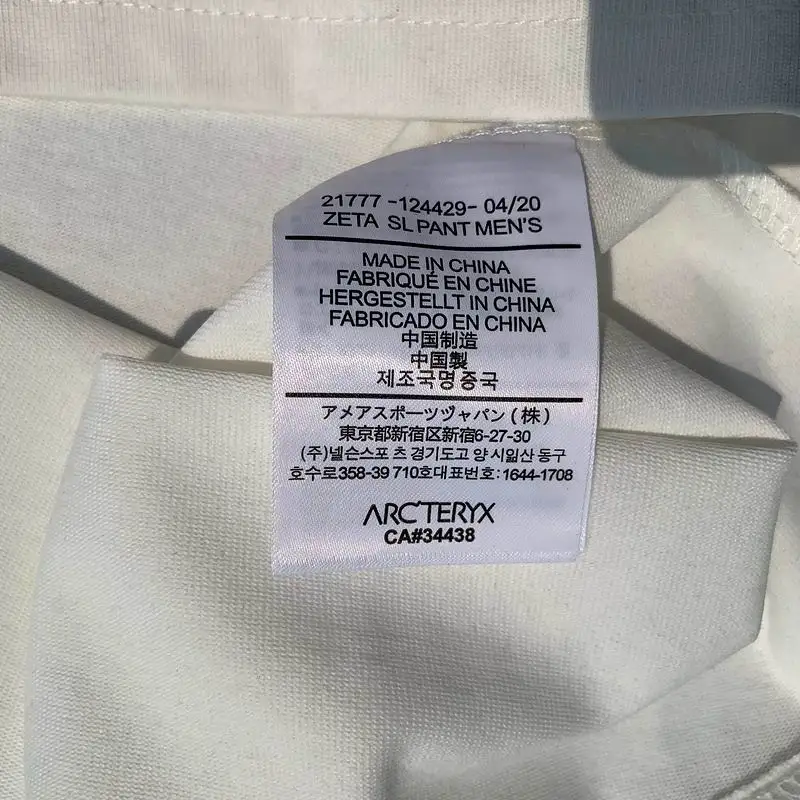 21777 -124429- 04/20
ZETA SL PANT MEN'S
MADE IN CHINA
FABRIQUÉ EN CHINE
HERGESTELLT IN CHINA
FABRICADO EN CHINA
中国制造
中国製
제조국명중국
アメアスポーツジャパン(株)
東京都新宿区新宿6-27-30
(주)넬슨스포 츠 경기도고 양 시일산 동구
호수로358-39 710호대표번호: 1644-1708
ARC'TERYX
CA#34438